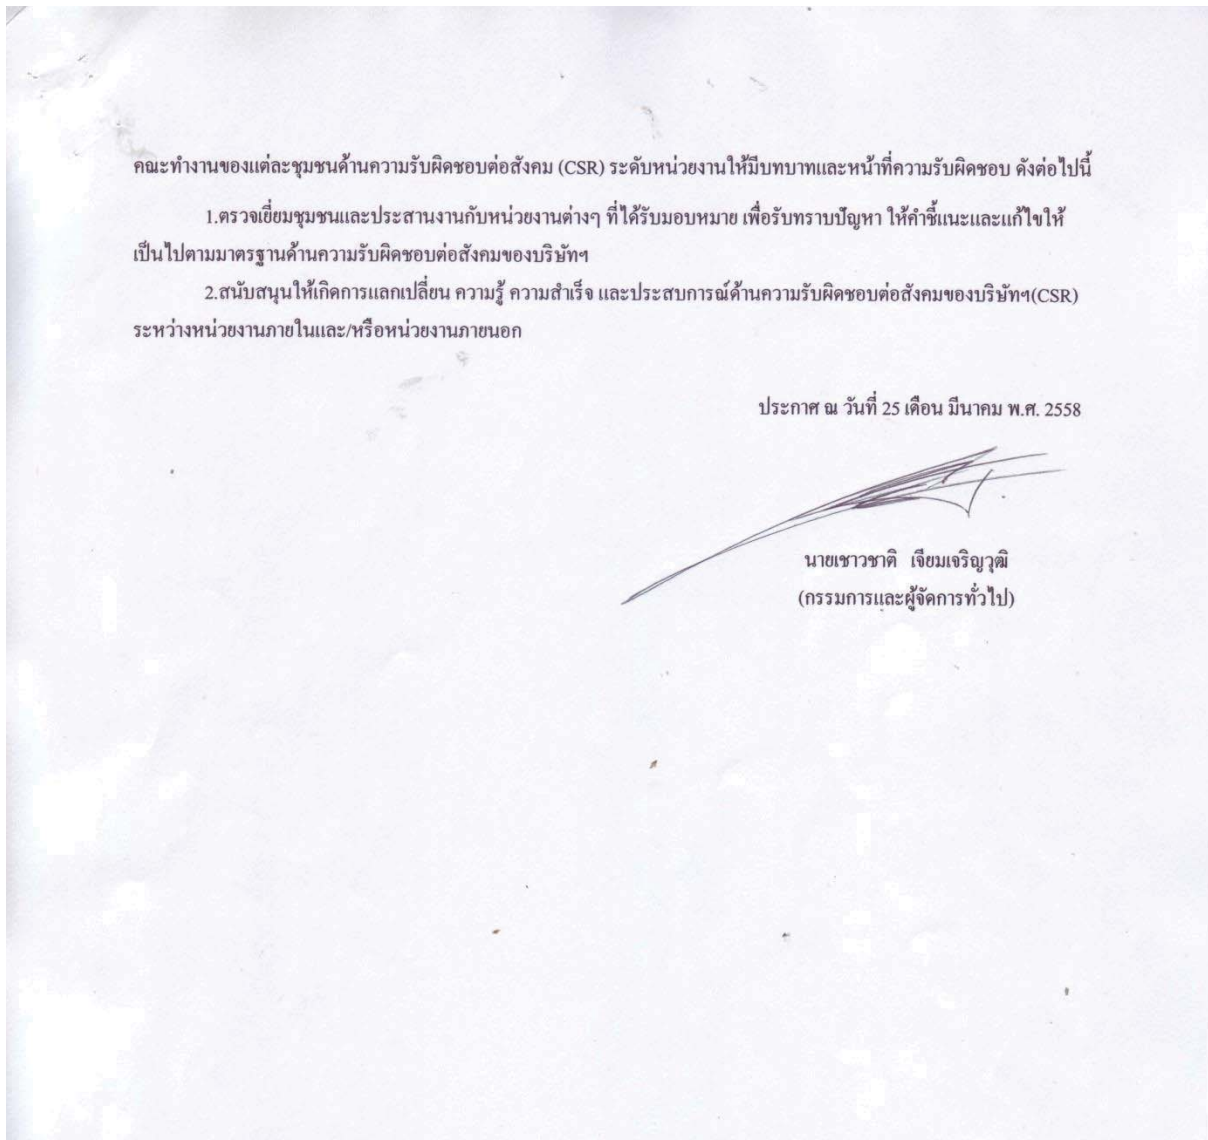 คณะทำงานของแต่ละชุมชนด้านความรับผิดชอบต่อสังคม (CSR) ระดับหน่วยงานให้มีบทบาทและหน้าที่ความรับผิดชอบ ดังต่อไปนี้
1.ตรวจเยี่ยมชุมชนและประสานงานกับหน่วยงานต่างๆ ที่ได้รับมอบหมาย เพื่อรับทราบปัญหา ให้คำชี้แนะและแก้ไขให้
เป็นไปตามมาตรฐานด้านความรับผิดชอบต่อสังคมของบริษัทฯ
2.สนับสนุนให้เกิดการแลกเปลี่ยน ความรู้ ความสำเร็จ และประสบการณ์ด้านความรับผิดชอบต่อสังคมของบริษัทฯ(CSR)
ระหว่างหน่วยงานภายในและ/หรือหน่วยงานภายนอก
ประกาศ ณ วันที่ 25 เดือน มีนาคม พ.ศ. 2558
นายเชาวชาติ เจียมเจริญวุฒิ
(กรรมการและผู้จัดการทั่วไป)